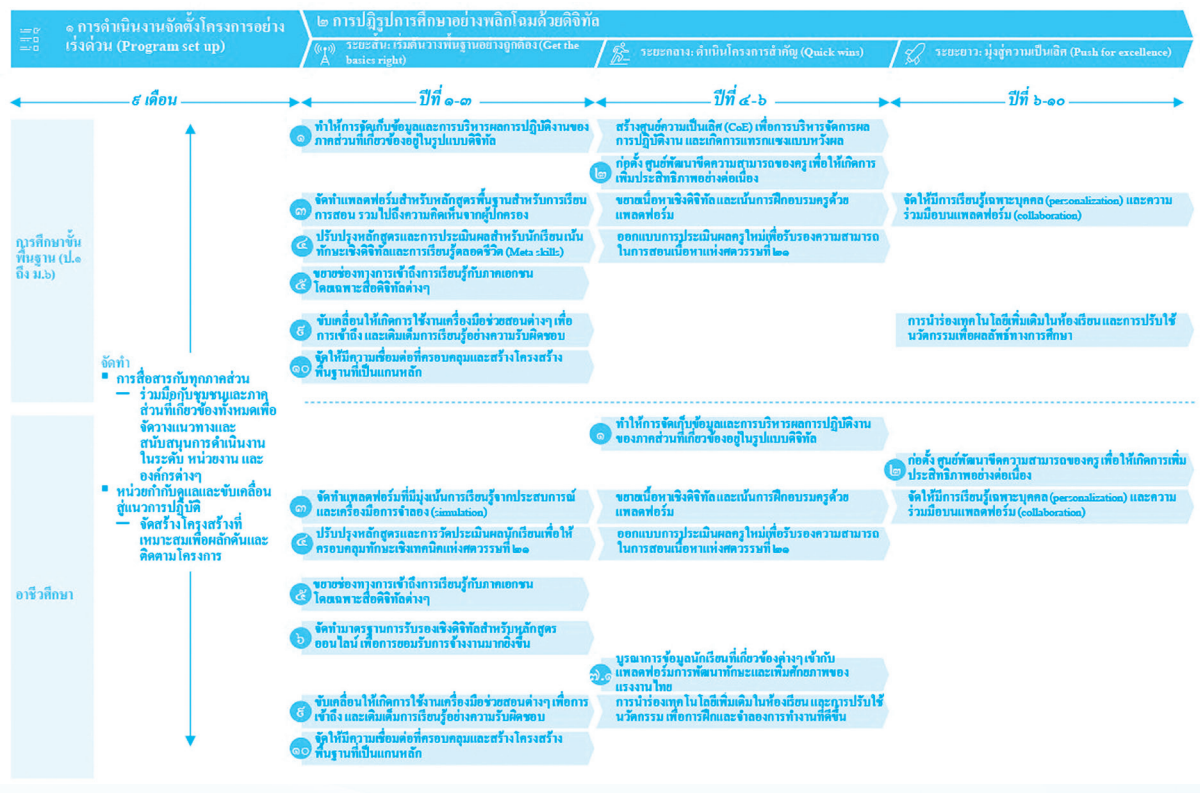 ๑ การดำเนินงานจัดตั้งโครงการอย่าง
เร่งด่วน (Program set up)
๒ การปฏิรูปการศึกษาอย่างพลิกโฉมด้วยดิจิทัล
ระยะสั้น: เริ่มต้นวางพื้นฐานอย่างถูกต้อง (Get the
basics right)
ระยะกลาง: ดำเนินโครงการสำคัญ (Quick wins)
ระยะยาว: มุ่งสู่ความเป็นเลิศ (Push for excellence)
๙ เดือน
ปีที่ ๑-๓
ปีที่ ๔-๖
ปีที่ ๖-๑๐
การศึกษาขั้น
พื้นฐาน (ป.๑
ถึง ม.๖)
จัดทำ
▪ การสื่อสารกับทุกภาคส่วน
— ร่วมมือกับชุมชนและภาค
ส่วนที่เกี่ยวข้องทั้งหมดเพื่อ
จัดวางแนวทางและ
สนับสนุนการดำเนินงาน
ในระดับ หน่วยงาน และ
องค์กรต่างๆ
▪ หน่วยกำกับดูแลและขับเคลื่อน
สู่แนวการปฏิบัติ
— จัดสร้างโครงสร้างที่
เหมาะสมเพื่อผลักดันและ
ติดตามโครงการ
๑ ทำให้การจัดเก็บข้อมูลและการบริหารผลการปฏิบัติงานของ
ภาคส่วนที่เกี่ยวข้องอยู่ในรูปแบบดิจิทัล
สร้างศูนย์ความเป็นเลิศ (CoE) เพื่อการบริหารจัดการผล
การปฏิบัติงาน และเกิดการแทรกแซงแบบหวังผล
๒ ก่อตั้ง ศูนย์พัฒนาขีดความสามารถของครู เพื่อให้เกิดการ
เพิ่มประสิทธิภาพอย่างต่อเนื่อง
๓ จัดทำแพลตฟอร์มสำหรับหลักสูตรพื้นฐานสำหรับการเรียน
การสอน รวมไปถึงความคิดเห็นจากผู้ปกครอง
ขยายเนื้อหาเชิงดิจิทัล และเน้นการฝึกอบรมครูด้วย
แพลตฟอร์ม
จัดให้มีการเรียนรู้เฉพาะบุคคล (personalization) และความ
ร่วมมือบนแพลตฟอร์ม (collaboration)
๔ ปรับปรุงหลักสูตรและการประเมินผลสำหรับนักเรียนเน้น
ทักษะเชิงดิจิทัลและการเรียนรู้ตลอดชีวิต (Meta skills)
ออกแบบการประเมินผลครูใหม่เพื่อรับรองความสามารถ
ในการสอนเนื้อหาแห่งศตวรรษที่ ๒๑
๕ ขยายช่องทางการเข้าถึงการเรียนรู้กับภาคเอกชน
โดยเฉพาะสื่อดิจิทัลต่างๆ
๙ ขับเคลื่อนให้เกิดการใช้งานเครื่องมือช่วยสอนต่างๆ เพื่อ
การเข้าถึง และเติมเต็มการเรียนรู้อย่างความรับผิดชอบ
การนำร่องเทคโนโลยีเพิ่มเติมในห้องเรียน และการปรับใช้
นวัตกรรมเพื่อผลลัพธ์ทางการศึกษา
๑๐ จัดให้มีความเชื่อมต่อที่ครอบคลุมและสร้างโครงสร้าง
พื้นฐานที่เป็นแกนหลัก
อาชีวศึกษา
๑ ทำให้การจัดเก็บข้อมูลและการบริหารผลการปฏิบัติงาน
ของภาคส่วนที่เกี่ยวข้องอยู่ในรูปแบบดิจิทัล
๒ ก่อตั้ง ศูนย์พัฒนาขีดความสามารถของครู เพื่อให้เกิดการเพิ่ม
ประสิทธิภาพอย่างต่อเนื่อง
๓ จัดทำแพลตฟอร์มที่มุ่งเน้นการเรียนรู้จากประสบการณ์
และเครื่องมือการจำลอง (simulation)
ขยายเนื้อหาเชิงดิจิทัล และเน้นการฝึกอบรมครูด้วย
แพลตฟอร์ม
จัดให้มีการเรียนรู้เฉพาะบุคคล (personalization) และความ
ร่วมมือบนแพลตฟอร์ม (collaboration)
๔ ปรับปรุงหลักสูตรและการวัดประเมินผลนักเรียนเพื่อให้
ครอบคลุมทักษะเชิงเทคนิคแห่งศตวรรษที่ ๒๑
ออกแบบการประเมินผลครูใหม่เพื่อรับรองความสามารถ
ในการสอนเนื้อหาแห่งศตวรรษที่ ๒๑
๕ ขยายช่องทางการเข้าถึงการเรียนรู้กับภาคเอกชน
โดยเฉพาะสื่อดิจิทัลต่างๆ
๖ จัดทำมาตรฐานการรับรองเชิงดิจิทัลสำหรับหลักสูตร
ออนไลน์ เพื่อการยอมรับการจ้างงานมากยิ่งขึ้น
๗.๑ บูรณาการข้อมูลนักเรียนที่เกี่ยวข้องต่างๆ เข้ากับ
แพลตฟอร์มการพัฒนาทักษะและเพิ่มศักยภาพของ
แรงงานไทย
๙ ขับเคลื่อนให้เกิดการใช้งานเครื่องมือช่วยสอนต่างๆ เพื่อการ
เข้าถึง และเติมเต็มการเรียนรู้อย่างความรับผิดชอบ
การนำร่องเทคโนโลยีเพิ่มเติมในห้องเรียน และการปรับใช้
นวัตกรรม เพื่อการฝึกและจำลองการทำงานที่ดีขึ้น
๑๐ จัดให้มีความเชื่อมต่อที่ครอบคลุมและสร้างโครงสร้าง
พื้นฐานที่เป็นแกนหลัก